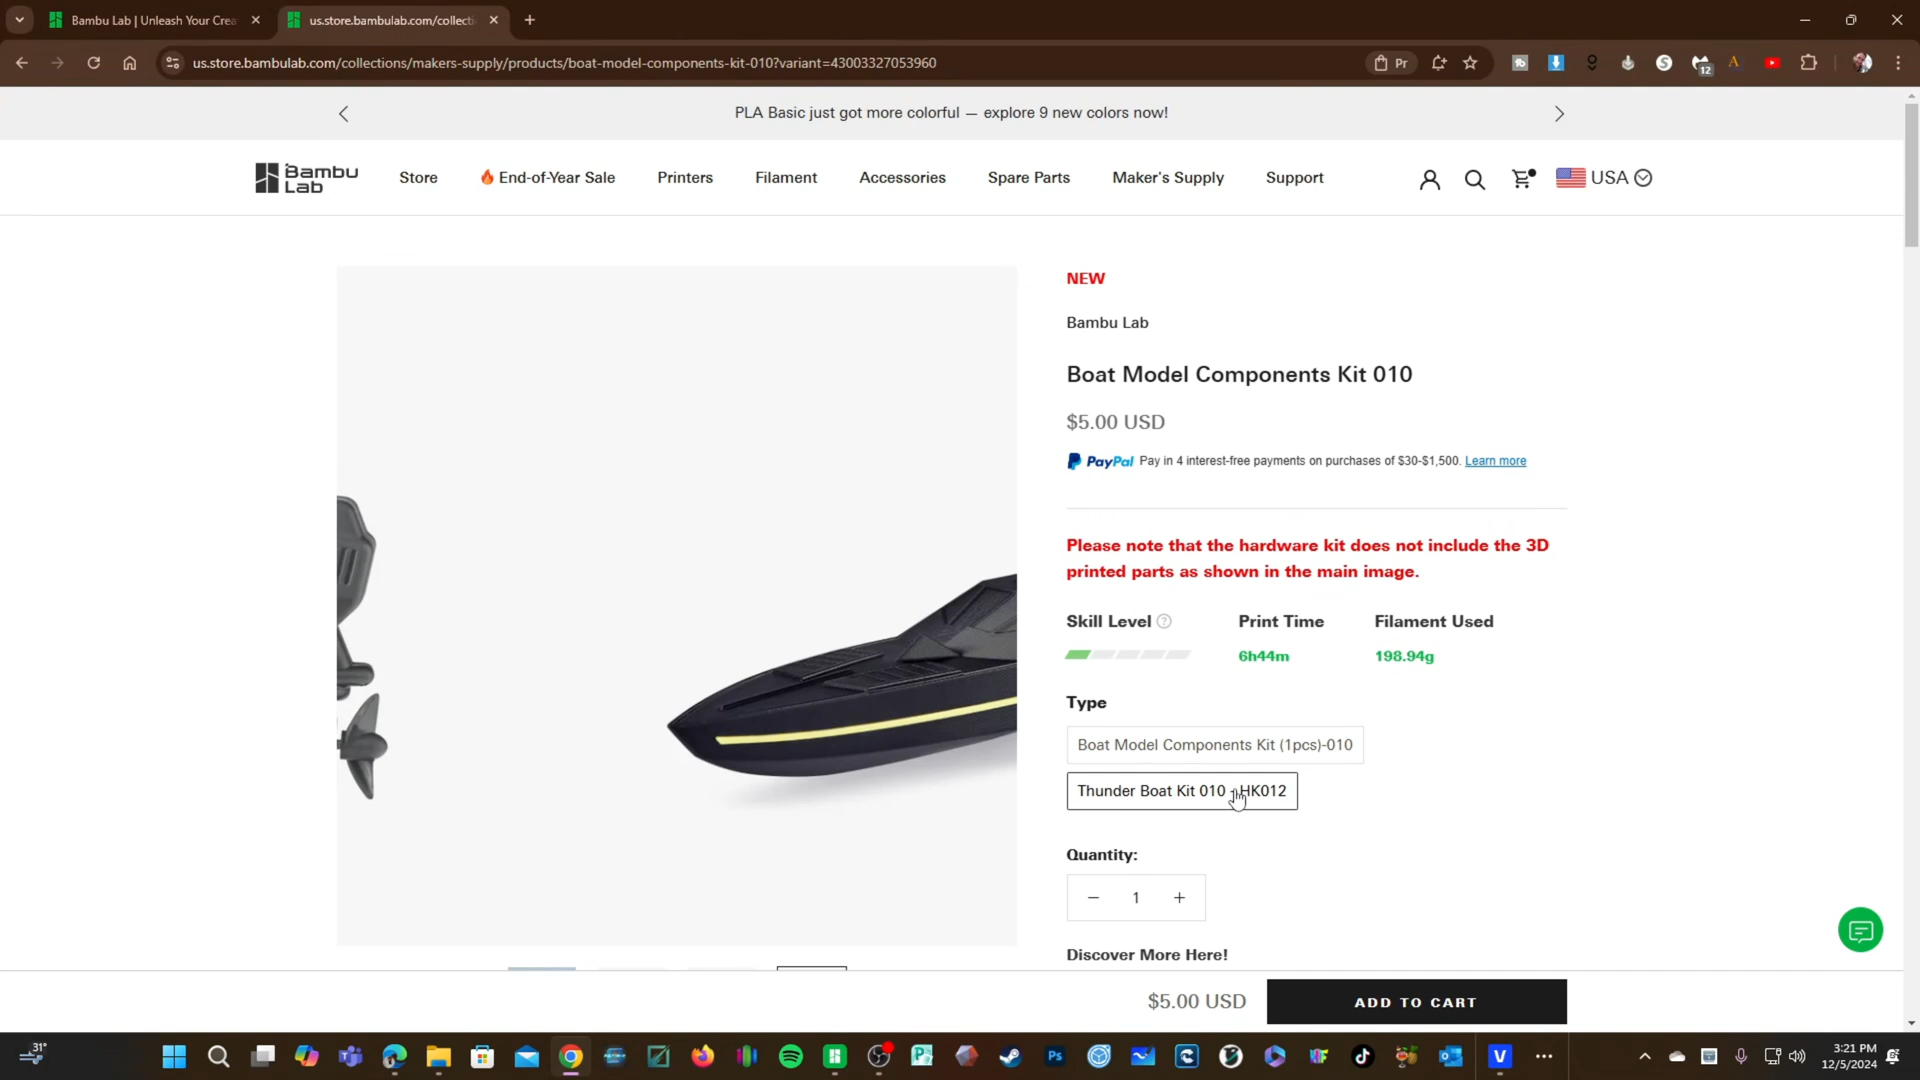 Bambu Lab | Unleash Your Crea
us.store.bambulab.com/collecti
us.store.bambulab.com/collections/makers-supply/products/boat-model-components-kit-010?variant=43003327053960
Pr
12
PLA Basic just got more colorful — explore 9 new colors now!
Bambu
Lab
Store
End-of-Year Sale
Printers
Filament
Accessories
Spare Parts
Maker's Supply
Support
USA
NEW
Bambu Lab
Boat Model Components Kit 010
$5.00 USD
PayPal Pay in 4 interest-free payments on purchases of $30-$1,500. Learn more
Please note that the hardware kit does not include the 3D
printed parts as shown in the main image.
Skill Level ?
Print Time
Filament Used
6h44m
198.94g
Type
Boat Model Components Kit (1pcs)-010
Thunder Boat Kit 010 - HK012
Quantity:
− 1 +
Discover More Here!
$5.00 USD
ADD TO CART
31°
3:21 PM
12/5/2024